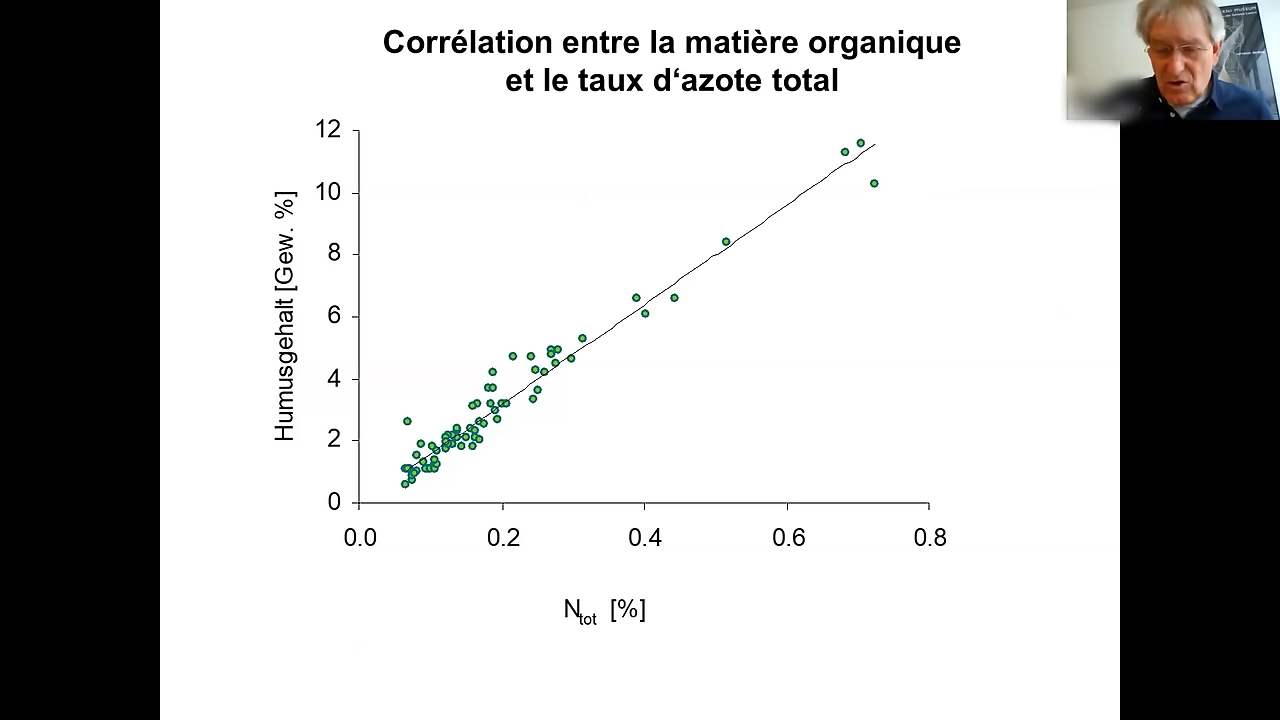 Corrélation entre la matière organique
et le taux d‘azote total
12
10
8
6
4
2
0
Humusgehalt [Gew. %]
0.0 0.2 0.4 0.6 0.8
Ntot [%]